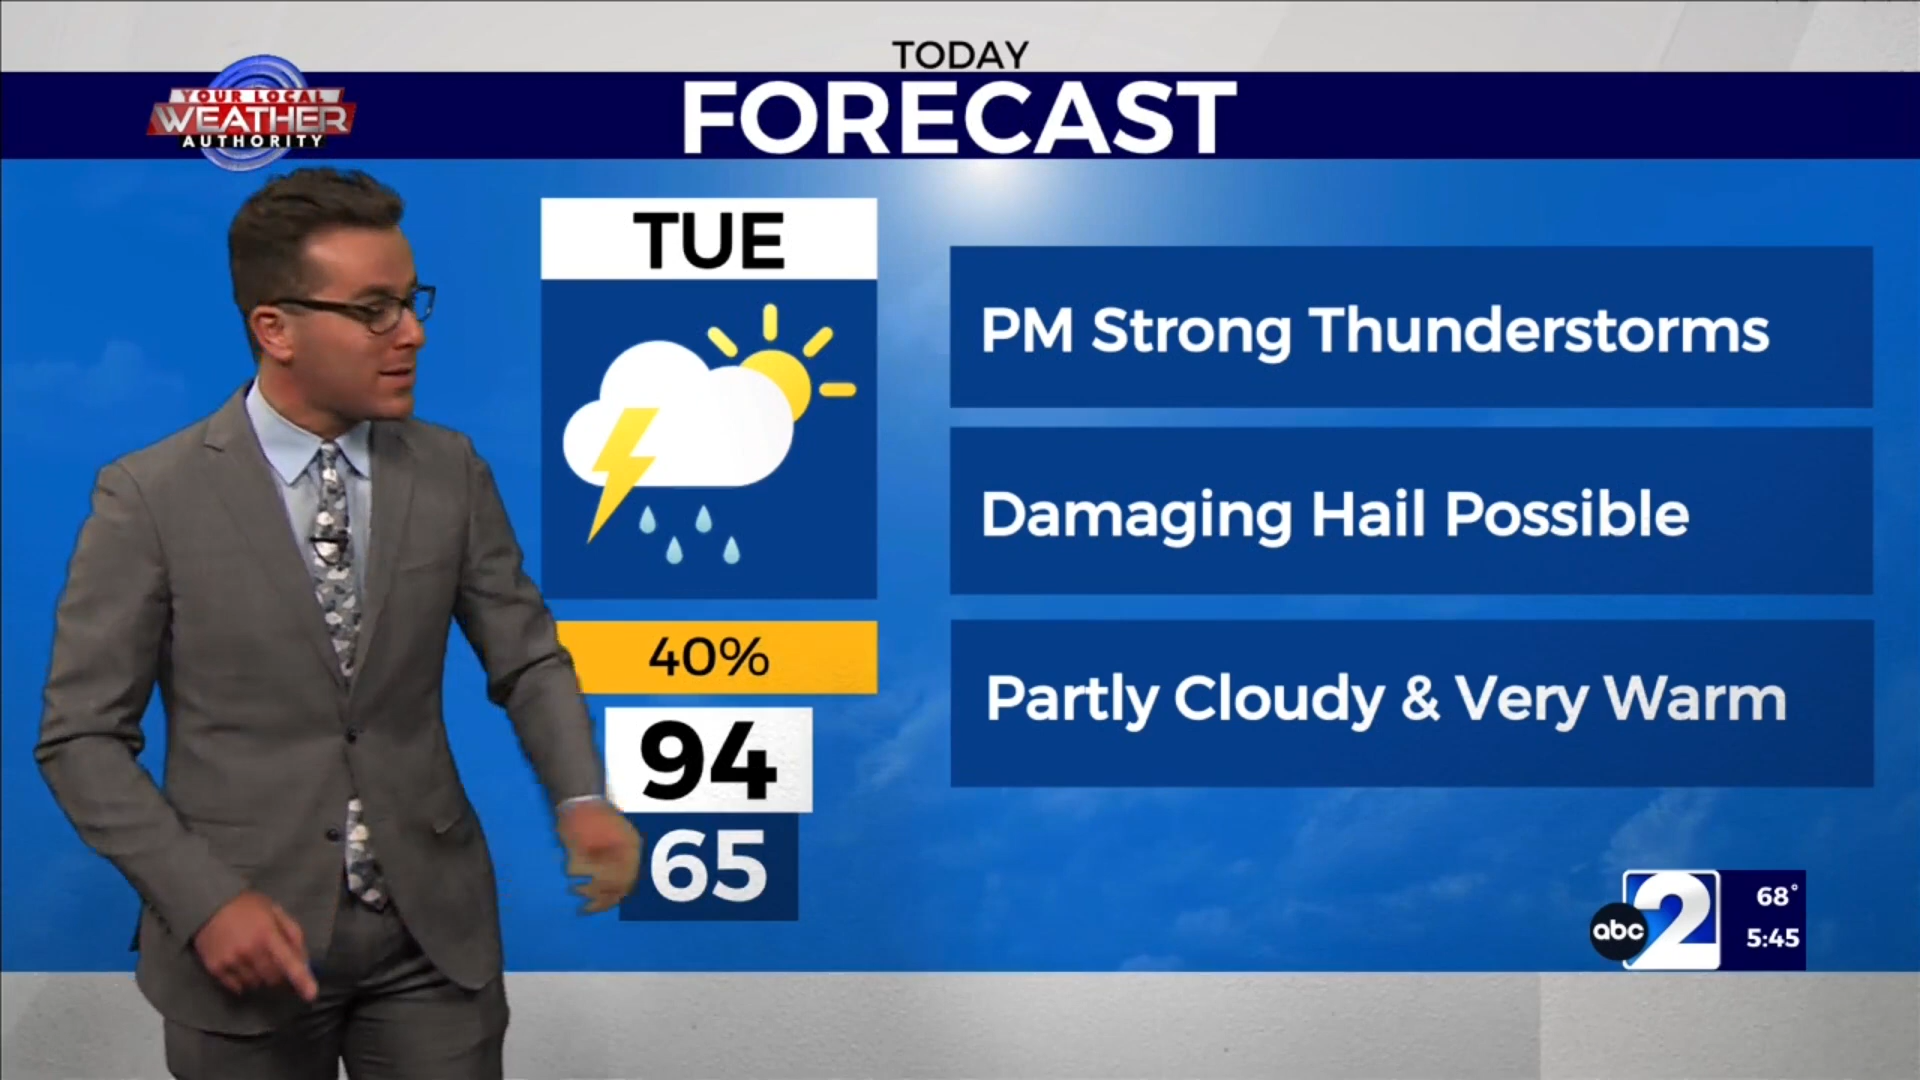 TODAY
FORECAST
YOUR LOCAL
WEATHER
AUTHORITY
TUE
40%
94
65
PM Strong Thunderstorms
Damaging Hail Possible
Partly Cloudy & Very Warm
abc 2
68°
5:45